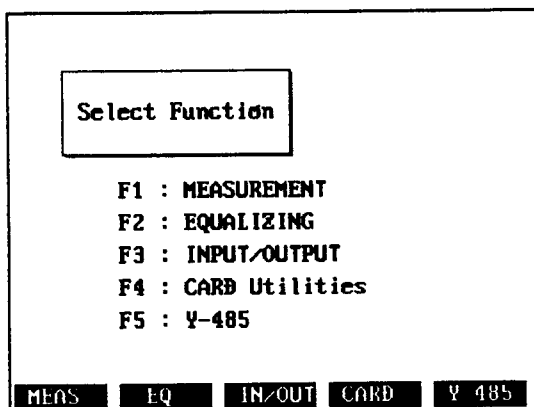 Select Function
F1 : MEASUREMENT
F2 : EQUALIZING
F3 : INPUT/OUTPUT
F4 : CARD Utilities
F5 : Y-485
MEAS EQ IN/OUT CARD Y 485